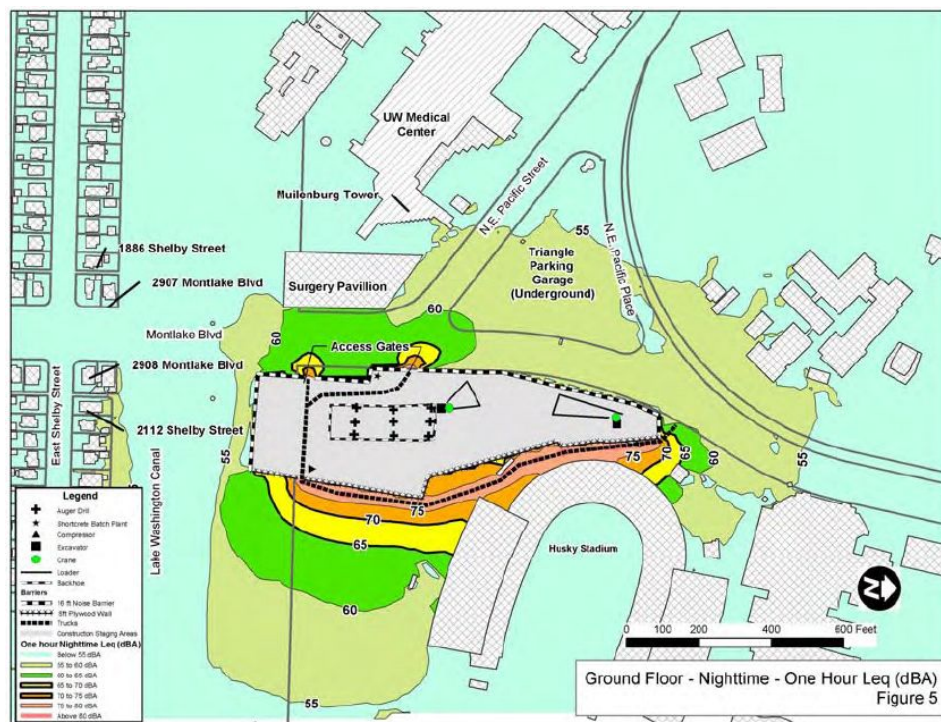 UW Medical
Center
Muilenburg Tower
N.E. Pacific Street
1886 Shelby Street
2907 Montlake Blvd
Surgery Pavilion
55
Triangle
Parking
Garage
(Underground)
N.E. Pacific Place
60
60
Montlake Blvd
Access Gates
2908 Montlake Blvd
2112 Shelby Street
East Shelby Street
Lake Washington Canal
55
55
75
70
65
60
55
75
70
65
60
55
Husky Stadium
N
0 100 200 400 600 Feet
Legend
Auger Drill
Shortcrete Batch Plant
Compressor
Excavator
Crane
Loader
Backhoe
Barriers
16 ft Noise Barrier
8ft Plywood Wall
Trucks
Construction Staging Areas
One hour Nighttime Leq (dBA)
Below 55 dBA
55 to 60 dBA
60 to 65 dBA
65 to 70 dBA
70 to 75 dBA
75 to 80 dBA
Above 80 dBA
Ground Floor - Nighttime - One Hour Leq (dBA)
Figure 5